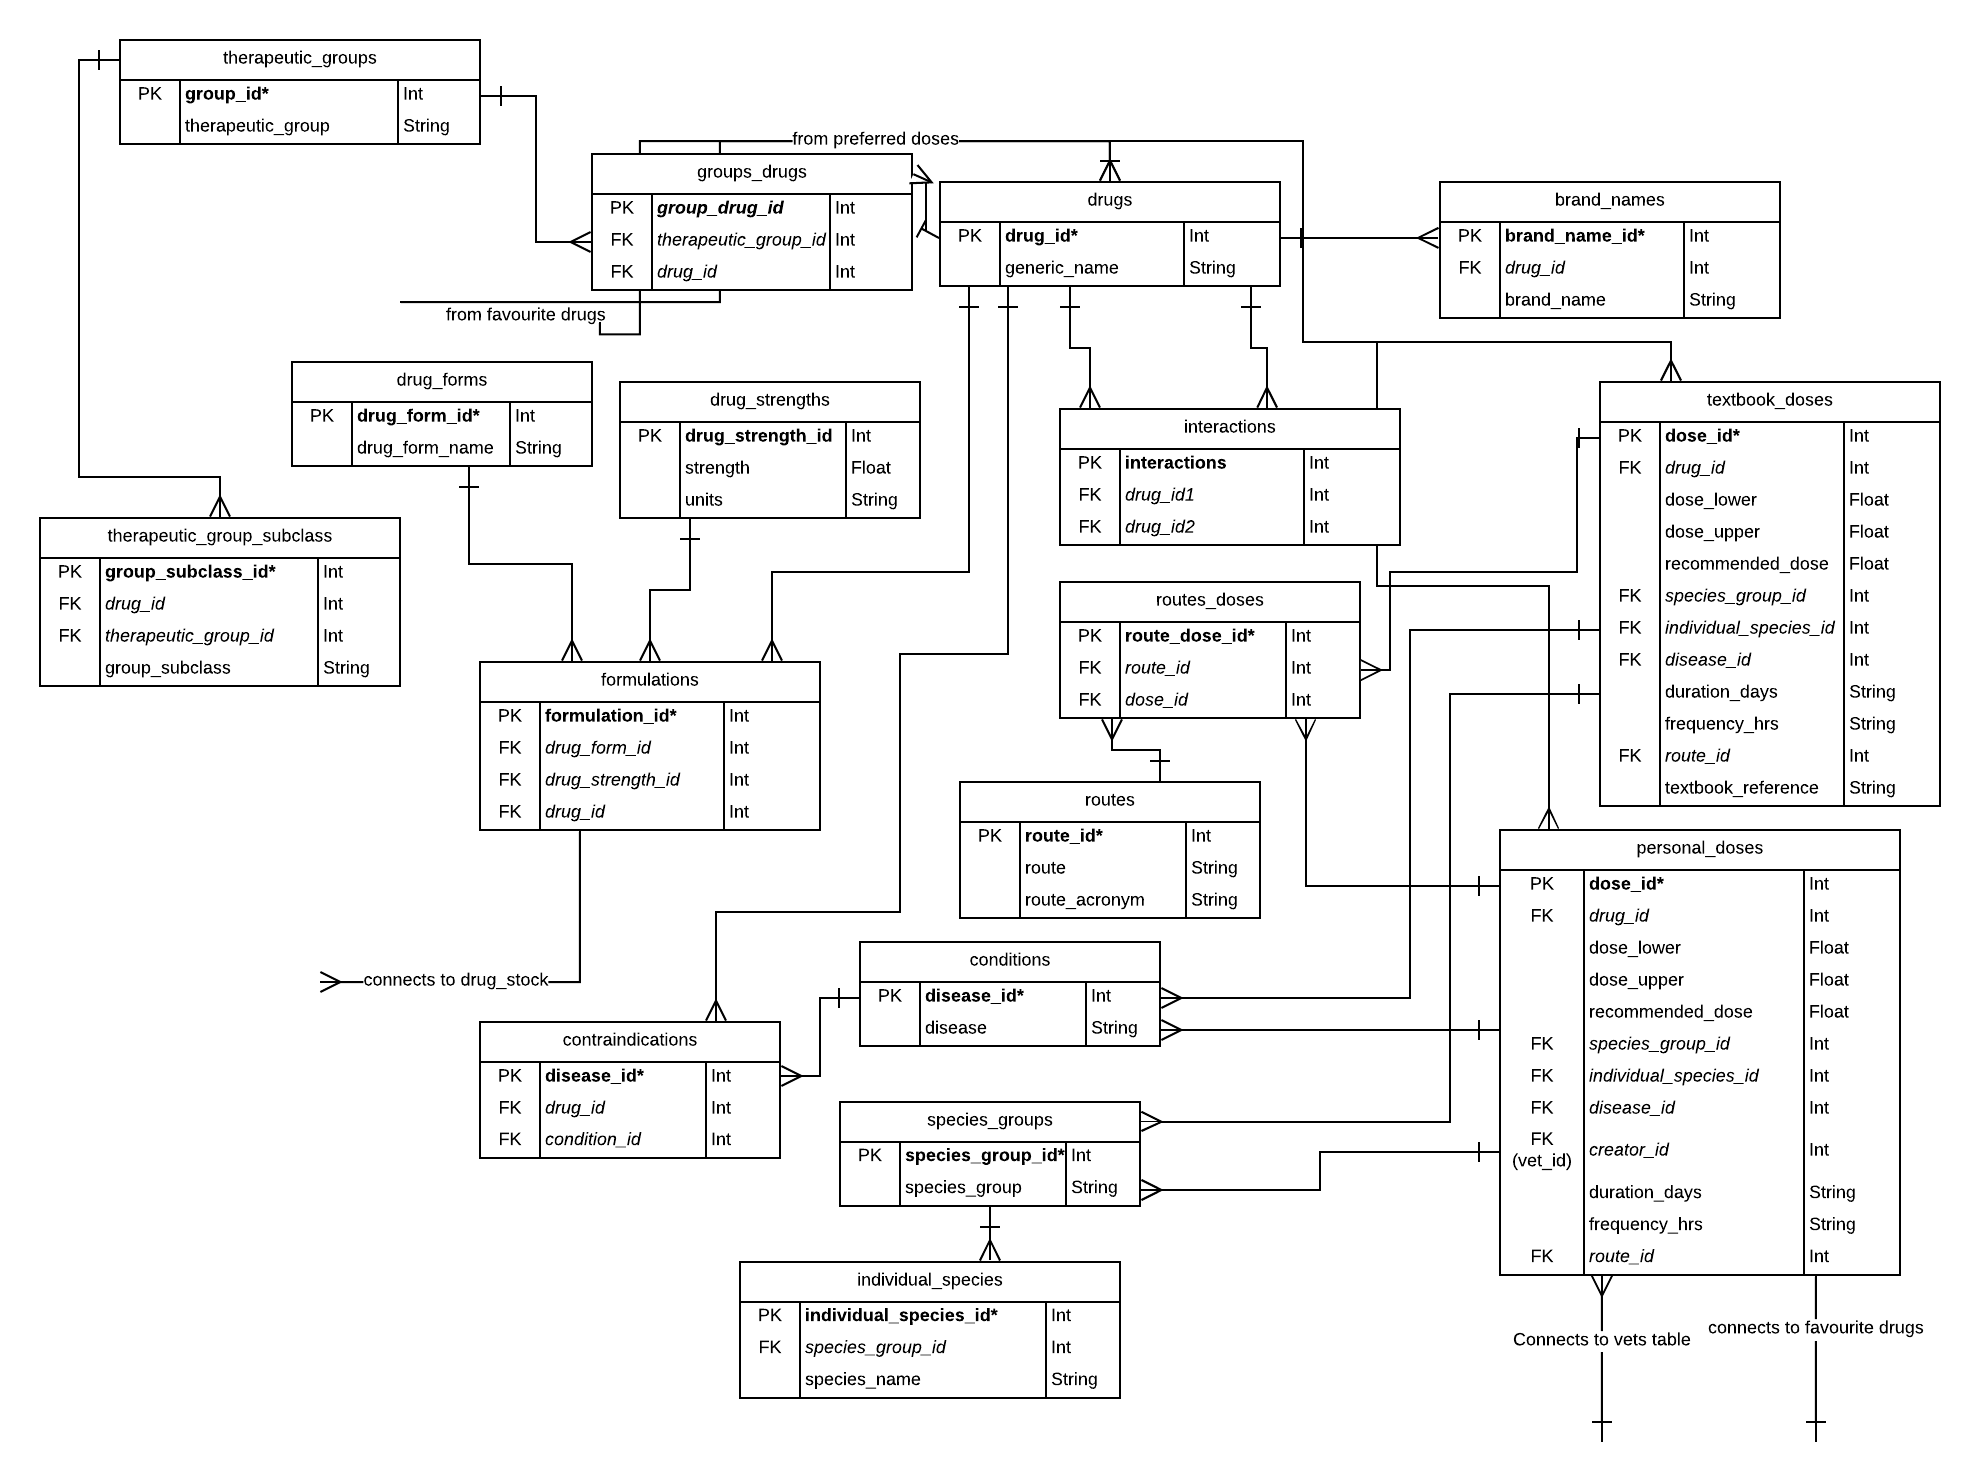 therapeutic_groups
PK group_id* Int
therapeutic_group String
from preferred doses
groups_drugs
PK group_drug_id Int
FK therapeutic_group_id Int
FK drug_id Int
from favourite drugs
drugs
PK drug_id* Int
generic_name String
brand_names
PK brand_name_id* Int
FK drug_id Int
brand_name String
drug_forms
PK drug_form_id* Int
drug_form_name String
drug_strengths
PK drug_strength_id Int
strength Float
units String
interactions
PK interactions Int
FK drug_id1 Int
FK drug_id2 Int
textbook_doses
PK dose_id* Int
FK drug_id Int
dose_lower Float
dose_upper Float
recommended_dose Float
FK species_group_id Int
FK individual_species_id Int
FK disease_id Int
duration_days String
frequency_hrs String
FK route_id Int
textbook_reference String
therapeutic_group_subclass
PK group_subclass_id* Int
FK drug_id Int
FK therapeutic_group_id Int
group_subclass String
routes_doses
PK route_dose_id* Int
FK route_id Int
FK dose_id Int
formulations
PK formulation_id* Int
FK drug_form_id Int
FK drug_strength_id Int
FK drug_id Int
routes
PK route_id* Int
route String
route_acronym String
personal_doses
PK dose_id* Int
FK drug_id Int
dose_lower Float
dose_upper Float
recommended_dose Float
FK species_group_id Int
FK individual_species_id Int
FK disease_id Int
FK
(vet_id) creator_id Int
duration_days String
frequency_hrs String
FK route_id Int
connects to drug_stock
conditions
PK disease_id* Int
disease String
contraindications
PK disease_id* Int
FK drug_id Int
FK condition_id Int
species_groups
PK species_group_id* Int
species_group String
individual_species
PK individual_species_id* Int
FK species_group_id Int
species_name String
Connects to vets table
connects to favourite drugs